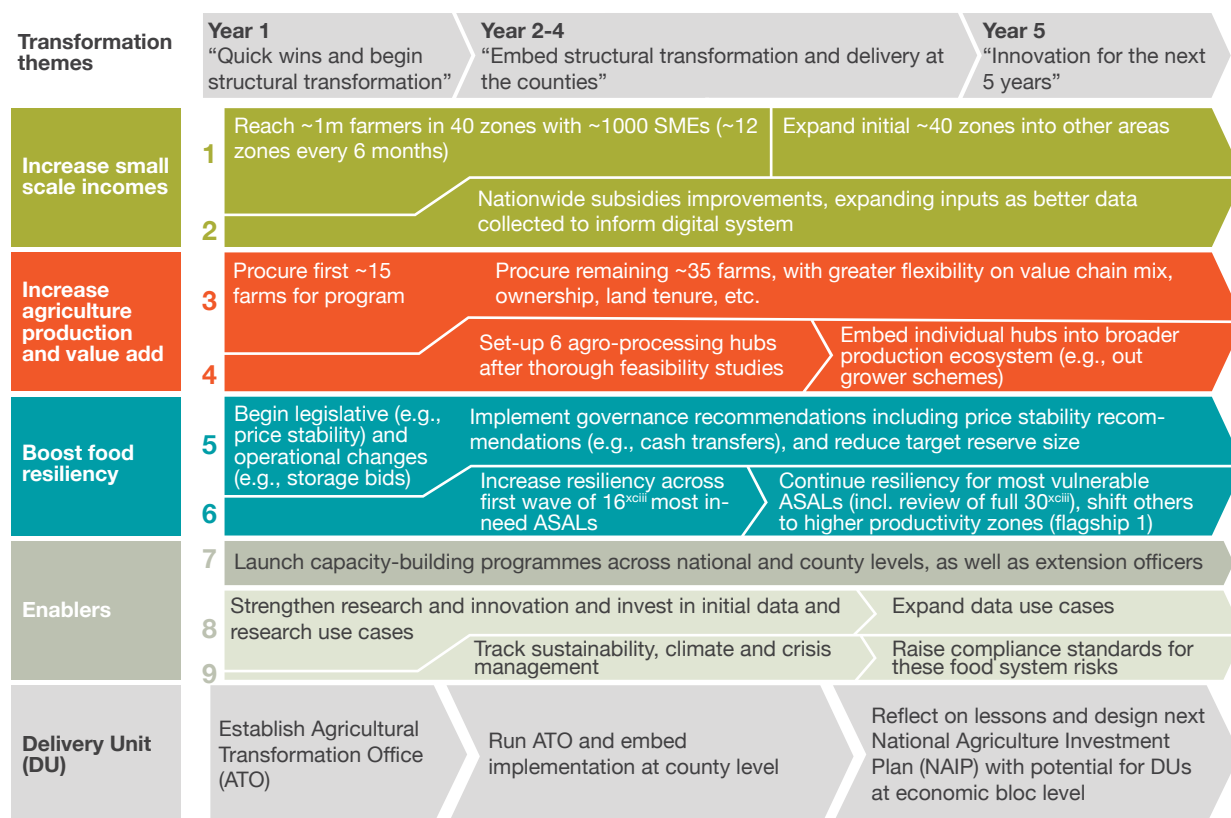 Transformation
themes
Year 1
“Quick wins and begin
structural transformation”
Year 2-4
“Embed structural transformation and delivery at
the counties”
Year 5
“Innovation for the next
5 years”
Increase small
scale incomes
1
Reach ~1m farmers in 40 zones with ~1000 SMEs (~12
zones every 6 months)
Expand initial ~40 zones into other areas
2
Nationwide subsidies improvements, expanding inputs as better data
collected to inform digital system
Increase
agriculture
production
and value add
3
Procure first ~15
farms for program
Procure remaining ~35 farms, with greater flexibility on value chain mix,
ownership, land tenure, etc.
4
Set-up 6 agro-processing hubs
after thorough feasibility studies
Embed individual hubs into broader
production ecosystem (e.g., out
grower schemes)
Boost food
resiliency
5
Begin legislative (e.g.,
price stability) and
operational changes
(e.g., storage bids)
Implement governance recommendations including price stability recom-
mendations (e.g., cash transfers), and reduce target reserve size
6
Increase resiliency across
first wave of 16xciii most in-
need ASALs
Continue resiliency for most vulnerable
ASALs (incl. review of full 30xciii), shift others
to higher productivity zones (flagship 1)
Enablers
7
Launch capacity-building programmes across national and county levels, as well as extension officers
8
Strengthen research and innovation and invest in initial data and
research use cases
Expand data use cases
9
Track sustainability, climate and crisis
management
Raise compliance standards for
these food system risks
Delivery Unit
(DU)
Establish Agricultural
Transformation Office
(ATO)
Run ATO and embed
implementation at county level
Reflect on lessons and design next
National Agriculture Investment
Plan (NAIP) with potential for DUs
at economic bloc level